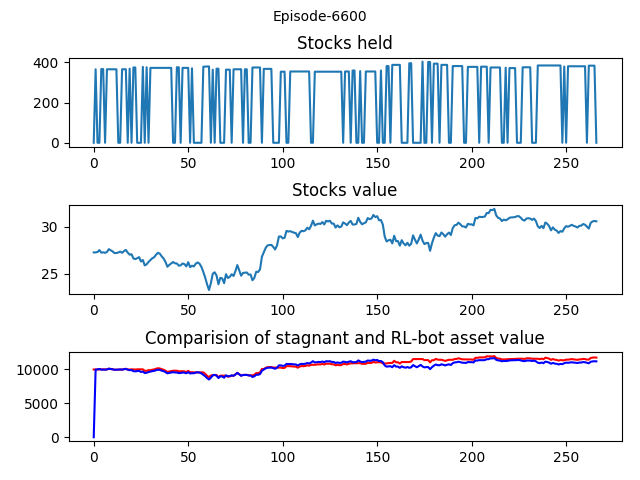 Episode-6600
Stocks held
400
200
0
0 50 100 150 200 250
Stocks value
30
25
0 50 100 150 200 250
Comparision of stagnant and RL-bot asset value
10000
5000
0
0 50 100 150 200 250